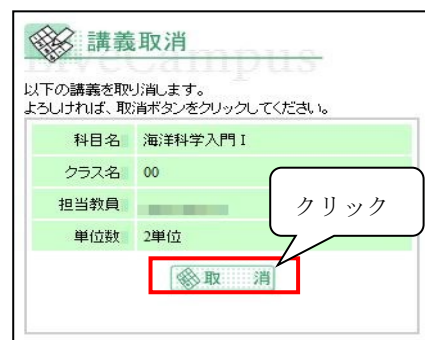 講義取消
LiveCampus
以下の講義を取り消します。
よろしければ、取消ボタンをクリックしてください。
科目名 海洋科学入門 I
クラス名 00
担当教員
単位数 2単位
クリック
取 消